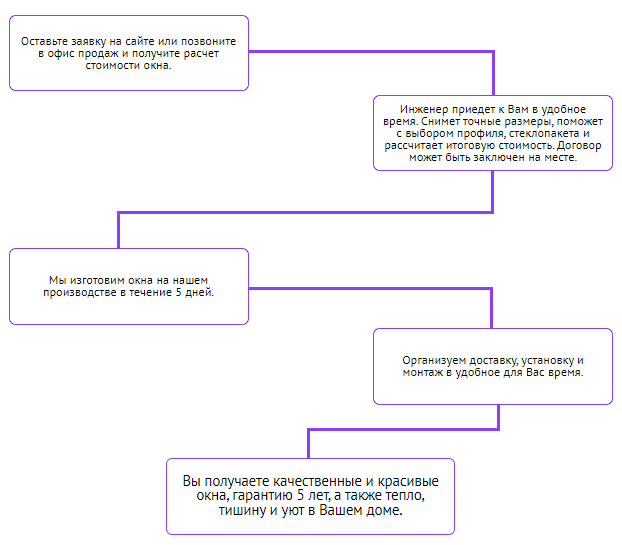 Оставьте заявку на сайте или позвоните
в офис продаж и получите расчет
стоимости окна.
Инженер приедет к Вам в удобное
время. Снимет точные размеры, поможет
с выбором профиля, стеклопакета и
рассчитает итоговую стоимость. Договор
может быть заключен на месте.
Мы изготовим окна на нашем
производстве в течение 5 дней.
Организуем доставку, установку и
монтаж в удобное для Вас время.
Вы получаете качественные и красивые
окна, гарантию 5 лет, а также тепло,
тишину и уют в Вашем доме.